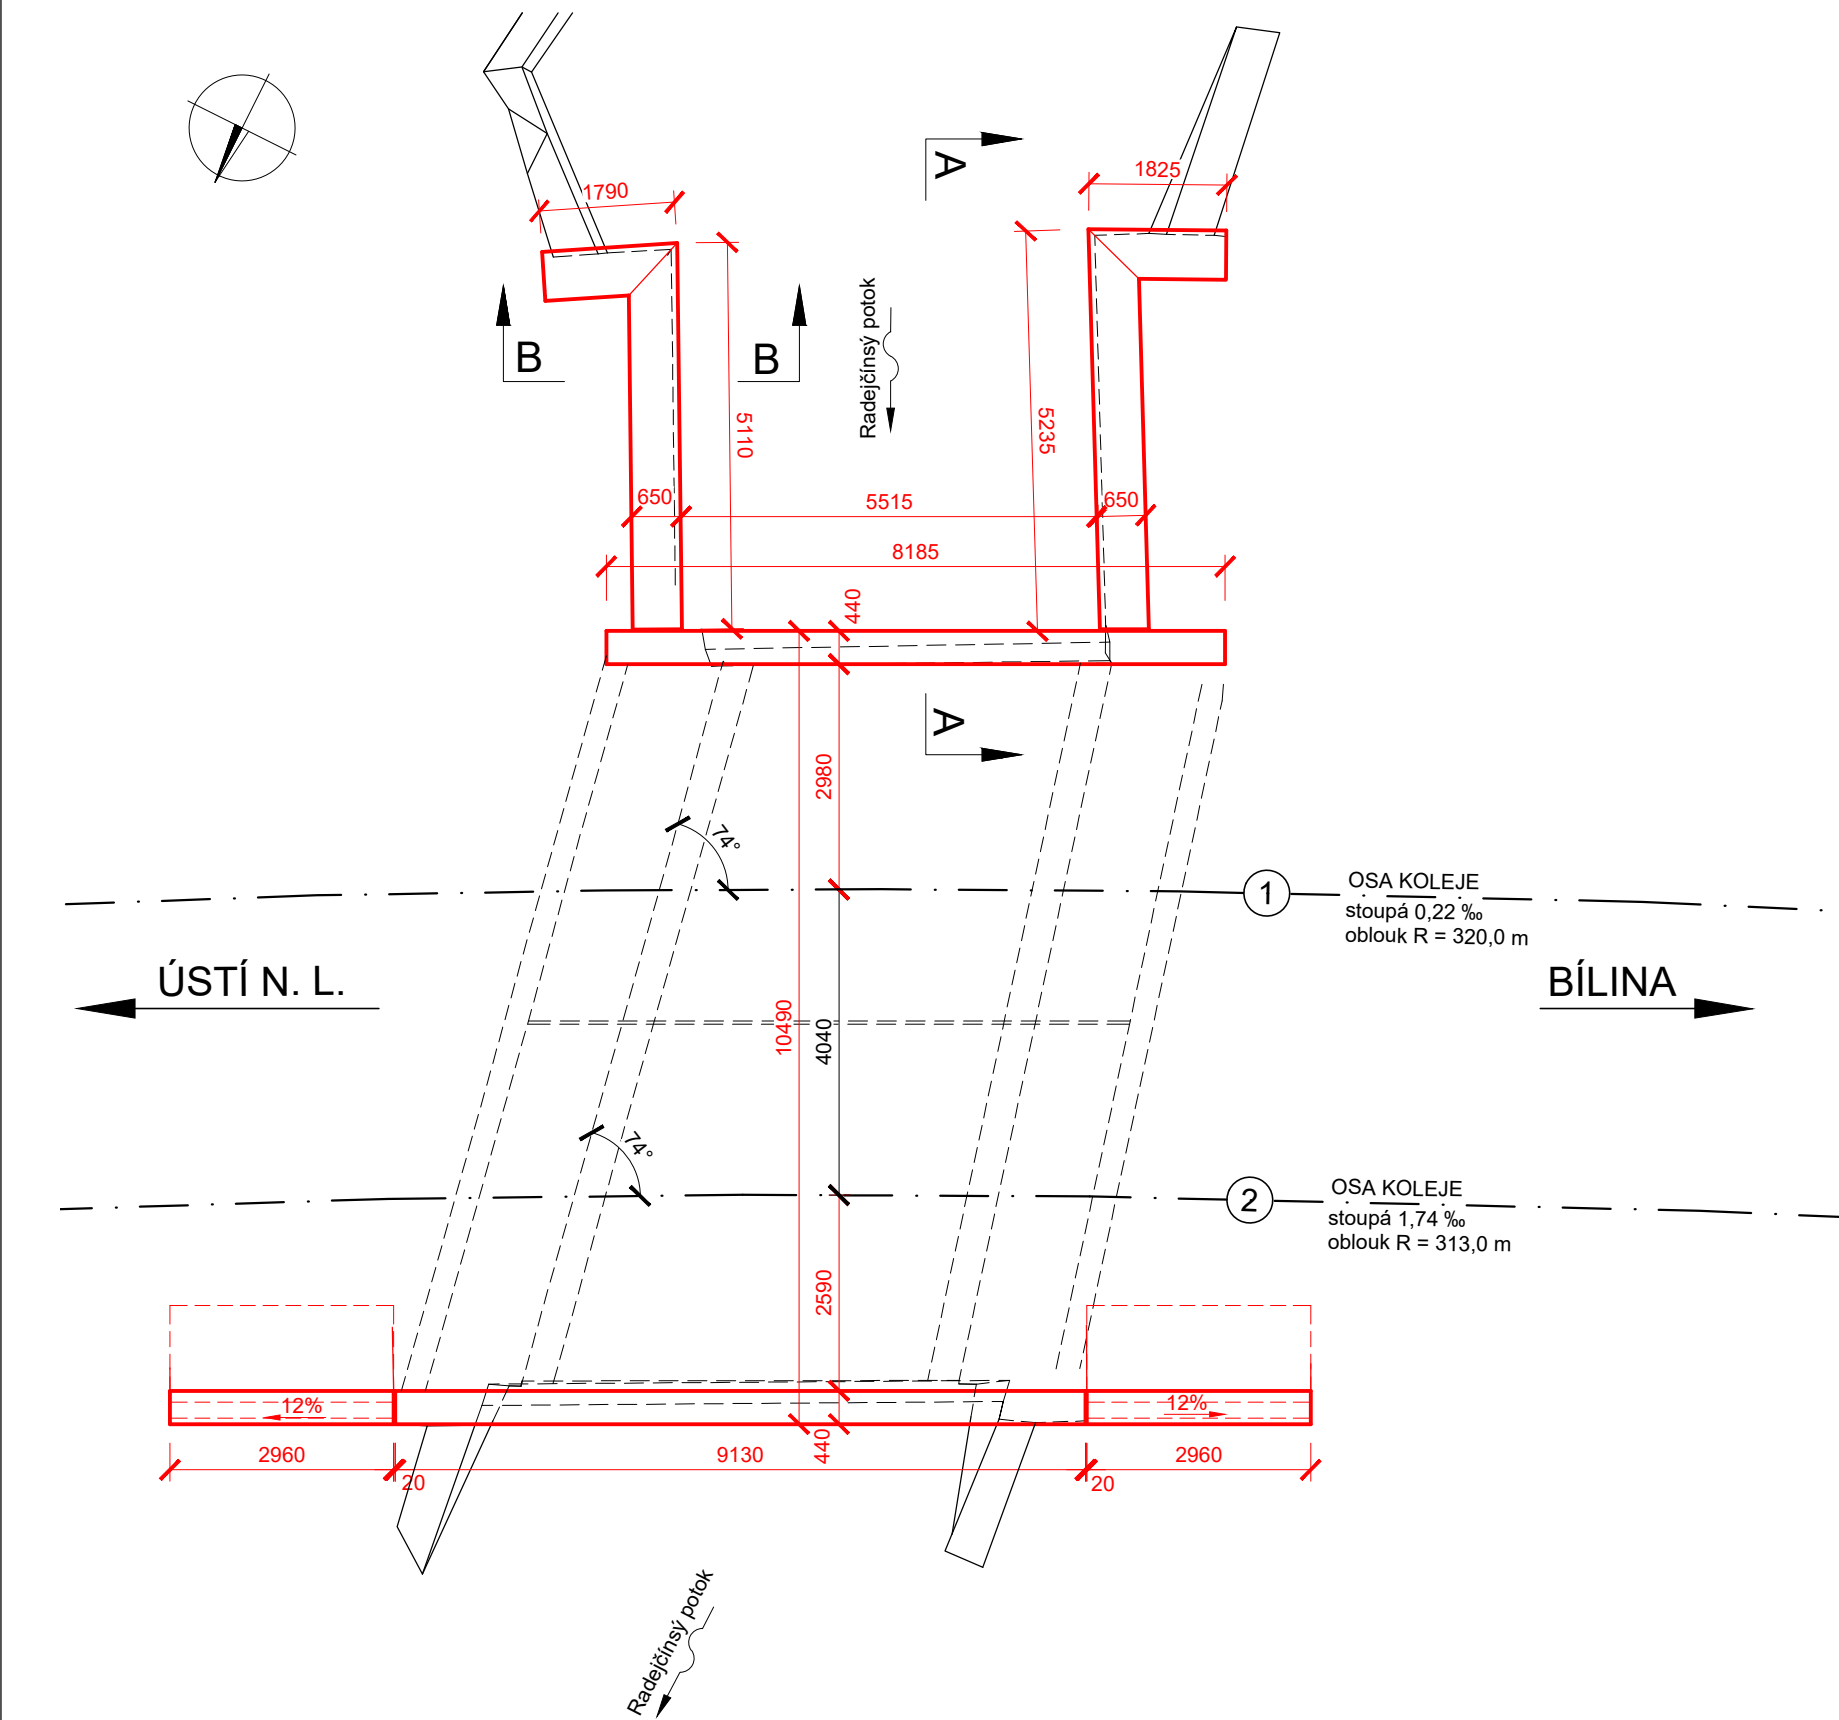 A
1825
1790
Radejčínsý potok
B
B
5110
5235
650
5515
650
8185
440
A
2980
74°
1
OSA KOLEJE
stoupá 0,22 ‰
oblouk R = 320,0 m
ÚSTÍ N. L.
BÍLINA
10490
4040
74°
2
OSA KOLEJE
stoupá 1,74 ‰
oblouk R = 313,0 m
2590
12%
12%
2960
9130
440
2960
20
20
Radejčínsý potok